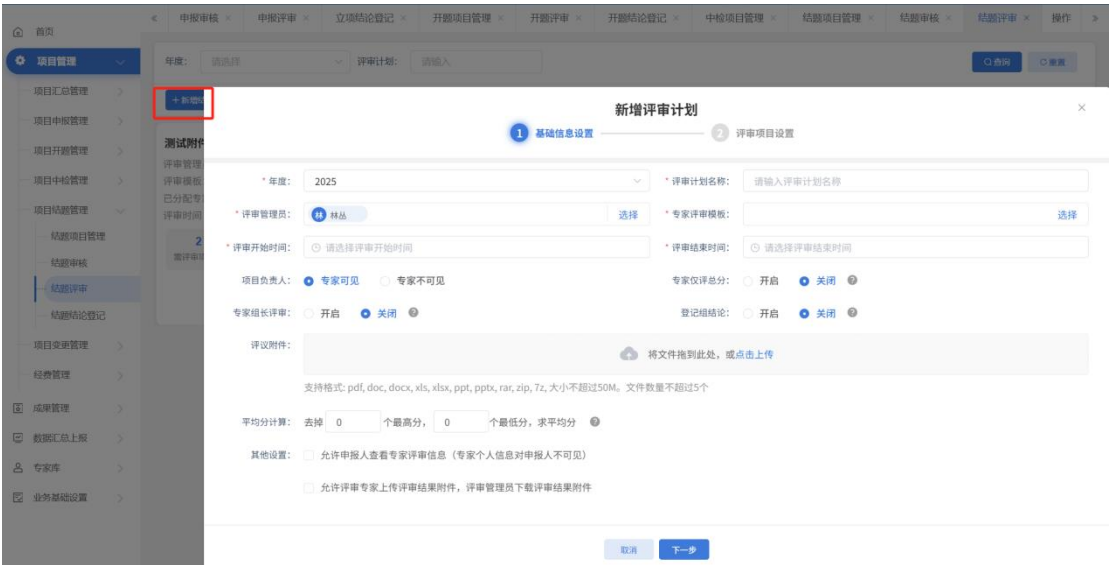 « 申报审核 × 申报评审 × 立项结论登记 × 开题项目管理 × 开题评审 × 开题结论登记 × 中检项目管理 × 结题项目管理 × 结题审核 × 结题评审 × 操作 »
首页
项目管理
项目汇总管理
项目申报管理
项目开题管理
项目中检管理
项目结题管理
结题项目管理
结题审核
结题评审
结题结论登记
项目变更管理
经费管理
成果管理
数据汇总上报
专家库
业务基础设置
年度: 请选择 评审计划: 请输入 查询 重置
+ 新增结
测试附件
评审管理
评审模板
已分配专
评审时间
2
需评审项
新增评审计划 ×
1 基础信息设置 2 评审项目设置
* 年度: 2025 * 评审计划名称: 请输入评审计划名称
* 评审管理员: 林 林丛 选择 * 专家评审模板: 选择
* 评审开始时间: 请选择评审开始时间 * 评审结束时间: 请选择评审结束时间
项目负责人: 专家可见 专家不可见 专家仅评总分: 开启 关闭
专家组长评审: 开启 关闭 登记组结论: 开启 关闭
评议附件: 将文件拖到此处，或点击上传
支持格式: pdf, doc, docx, xls, xlsx, ppt, pptx, rar, zip, 7z, 大小不超过50M。文件数量不超过5个
平均分计算: 去掉 0 个最高分， 0 个最低分，求平均分
其他设置: 允许申报人查看专家评审信息（专家个人信息对申报人不可见）
允许评审专家上传评审结果附件，评审管理员下载评审结果附件
取消 下一步